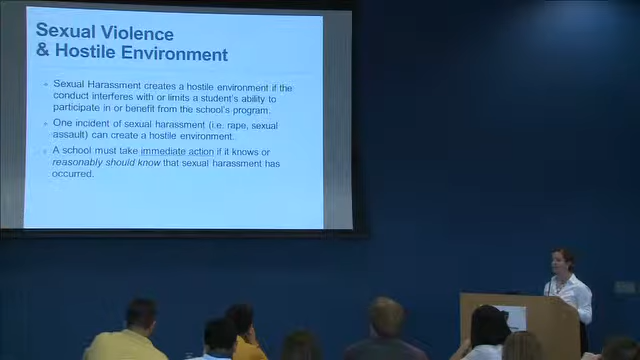 Sexual Violence
& Hostile Environment
Sexual Harassment creates a hostile environment if the
conduct interferes with or limits a student's ability to
participate in or benefit from the school's program.
One incident of sexual harassment (i.e. rape, sexual
assault) can create a hostile environment.
A school must take immediate action if it knows or
reasonably should know that sexual harassment has
occurred.